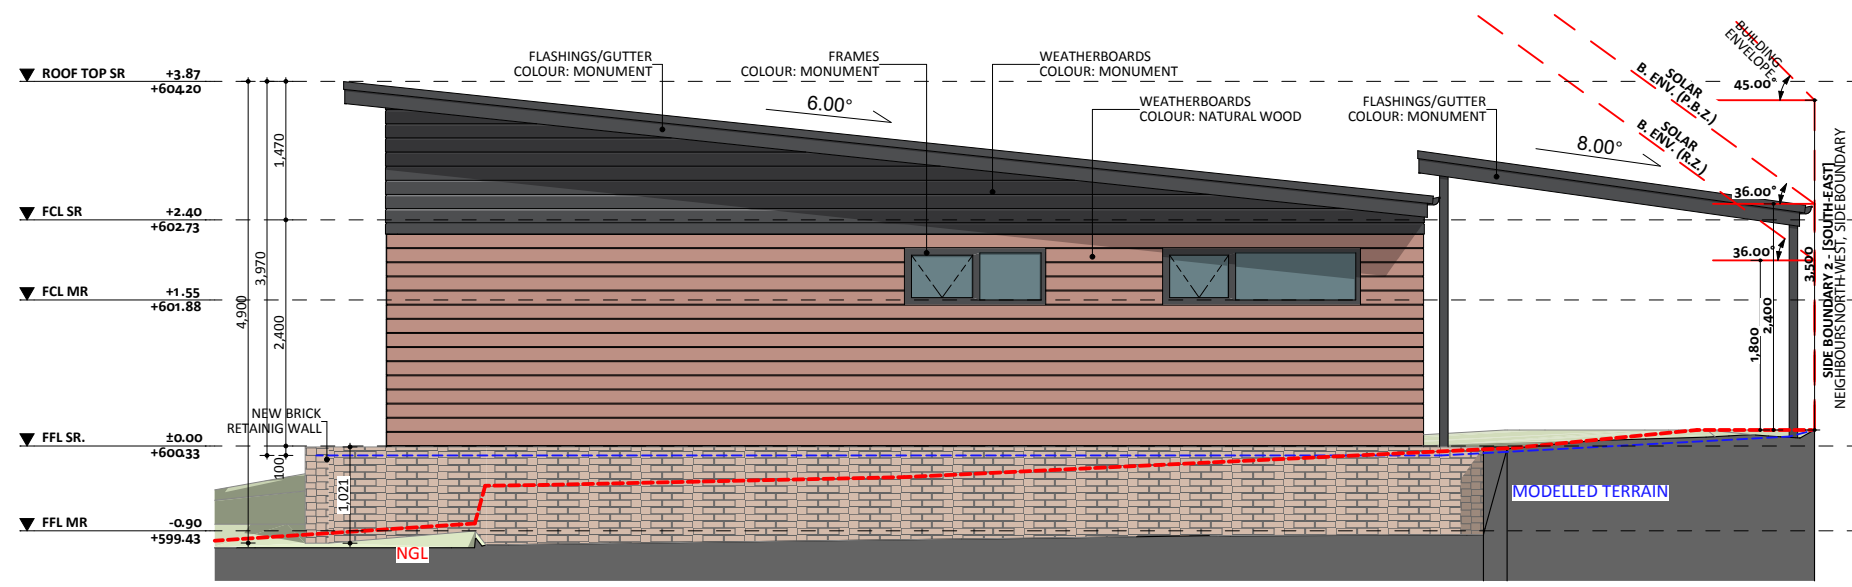 ROOF TOP SR +3.87
+604.20
FCL SR +2.40
+602.73
FCL MR +1.55
+601.88
FFL SR. ±0.00
+600.33
FFL MR -0.90
+599.43
4,900
3,970
1,470
2,400
100
1,021
NEW BRICK
RETAINIG WALL
FLASHINGS/GUTTER
COLOUR: MONUMENT
6.00°
FRAMES
COLOUR: MONUMENT
WEATHERBOARDS
COLOUR: MONUMENT
WEATHERBOARDS
COLOUR: NATURAL WOOD
FLASHINGS/GUTTER
COLOUR: MONUMENT
8.00°
SOLAR
B. ENV. (P.B.Z.)
SOLAR
B. ENV. (R.Z.)
BUILDING
ENVELOPE
45.00°
36.00°
36.00°
1,800
2,400
3,500
SIDE BOUNDARY 2 - [SOUTH-EAST]
NEIGHBOURS NORTH-WEST, SIDE BOUNDARY
MODELLED TERRAIN
NGL